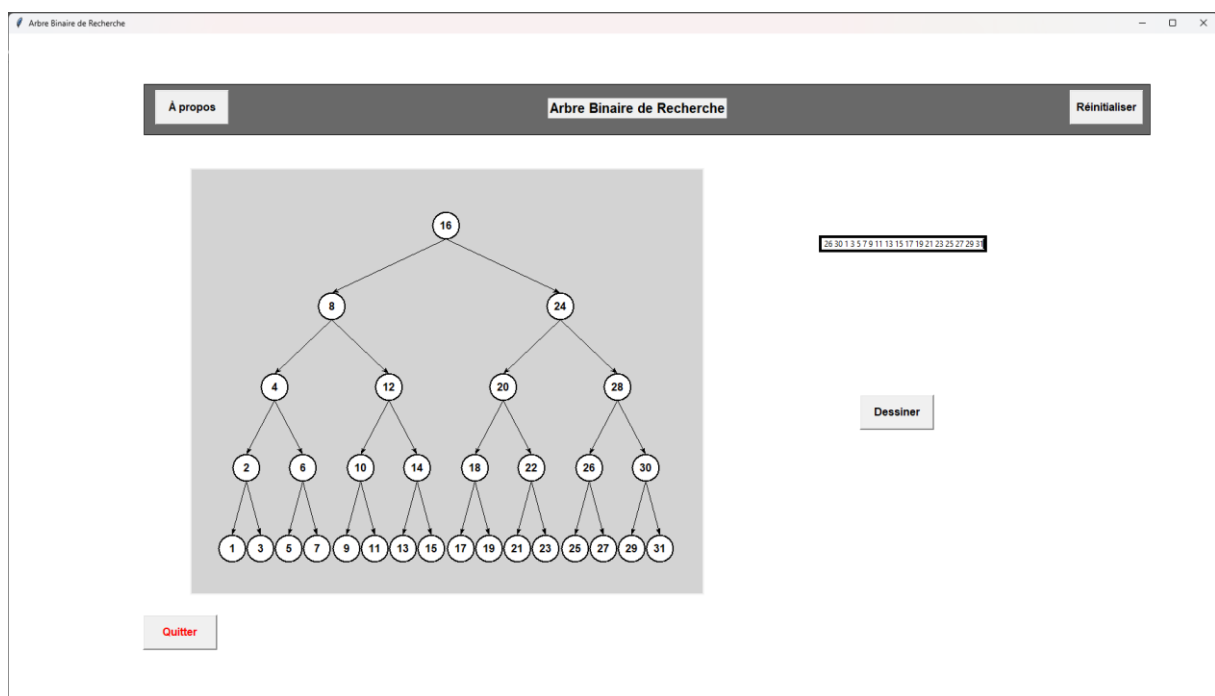 Arbre Binaire de Recherche
À propos
Arbre Binaire de Recherche
Réinitialiser
16
26 30 1 3 5 7 9 11 13 15 17 19 21 23 25 27 29 31
8 24
4 12 20 28
Dessiner
2 6 10 14 18 22 26 30
1 3 5 7 9 11 13 15 17 19 21 23 25 27 29 31
Quitter